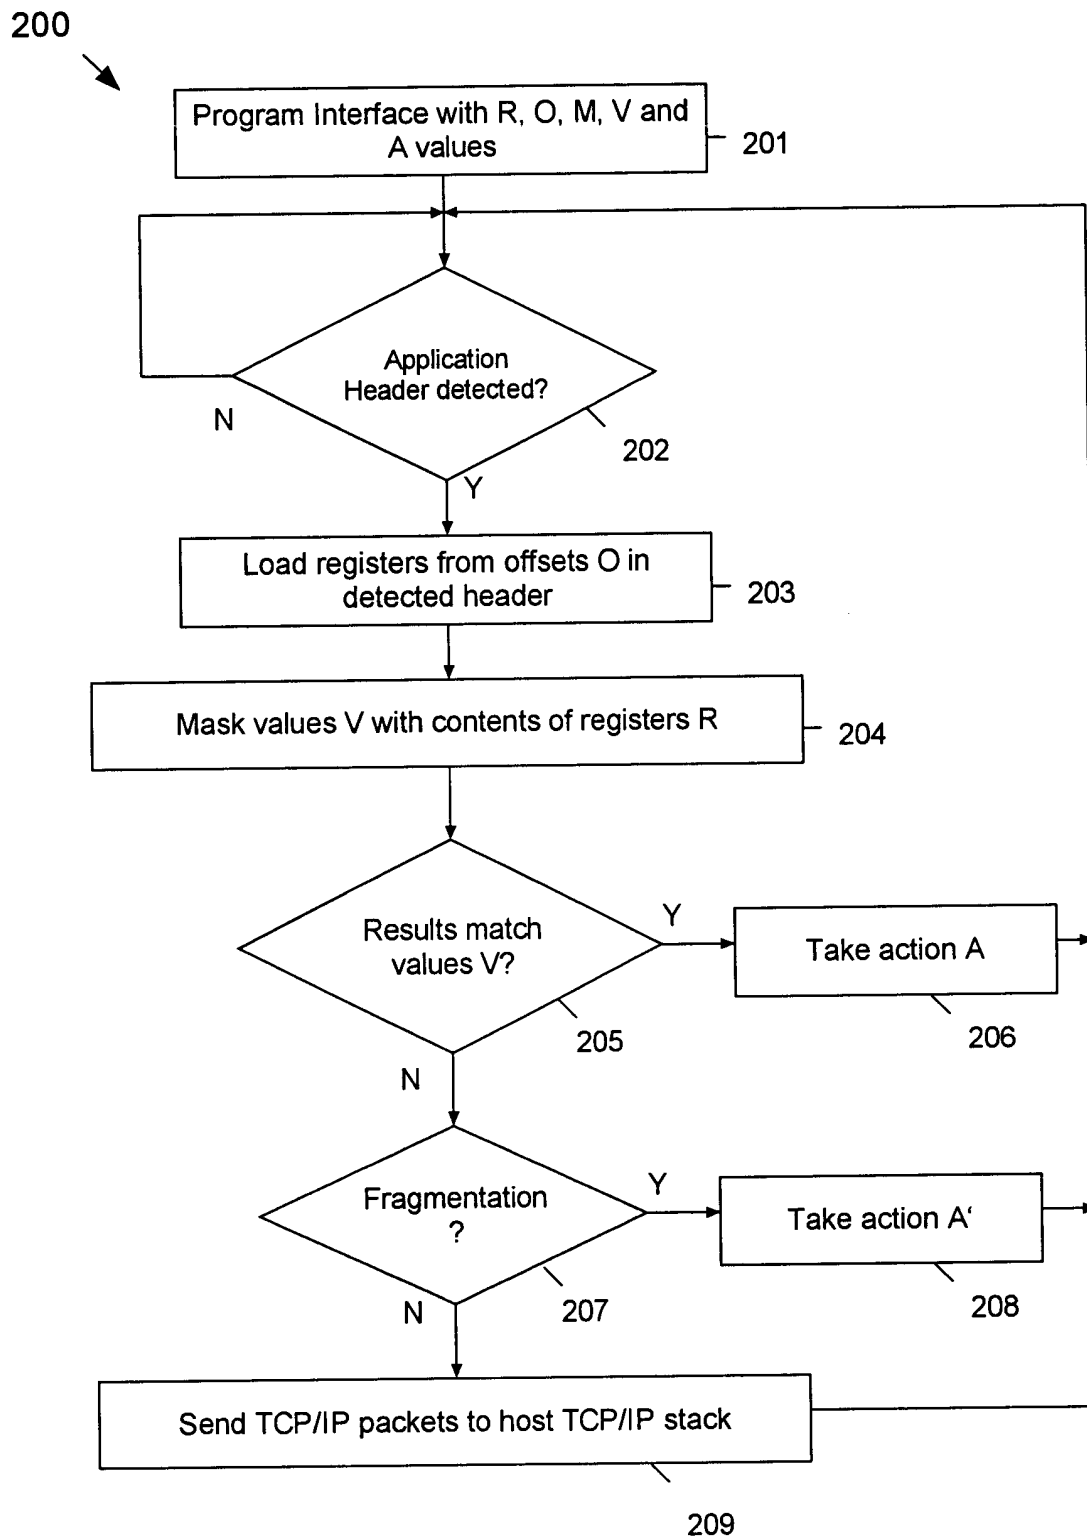 200
Program Interface with R, O, M, V and
A values
201
Application
Header detected?
N
202
Y
Load registers from offsets O in
detected header
203
Mask values V with contents of registers R
204
Results match
values V?
Y
Take action A
205
206
N
Fragmentation
?
Y
Take action A‘
207
208
N
Send TCP/IP packets to host TCP/IP stack
209